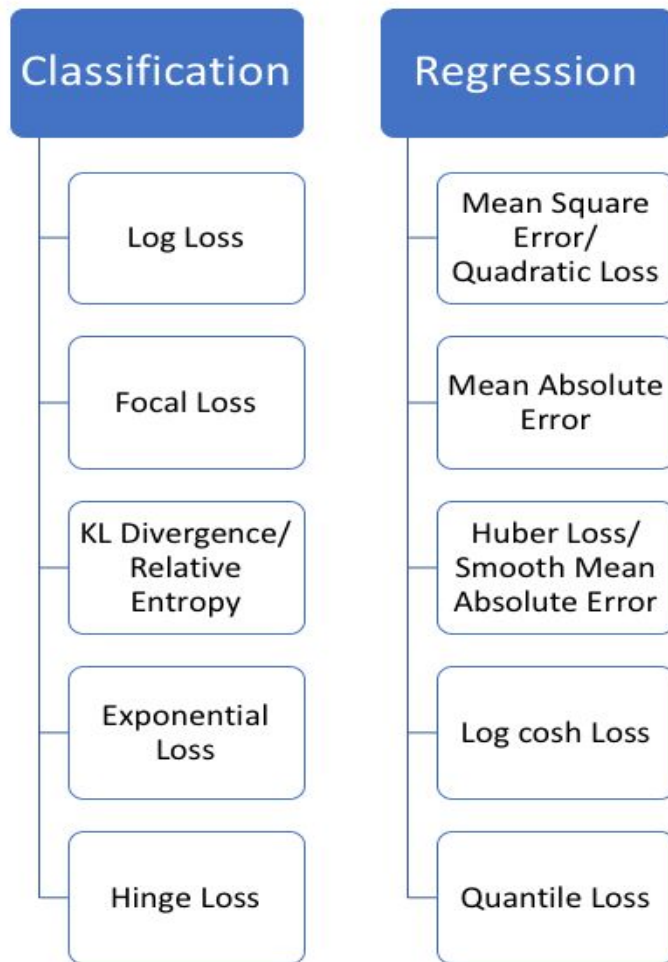 Classification
Log Loss
Focal Loss
KL Divergence/
Relative
Entropy
Exponential
Loss
Hinge Loss
Regression
Mean Square
Error/
Quadratic Loss
Mean Absolute
Error
Huber Loss/
Smooth Mean
Absolute Error
Log cosh Loss
Quantile Loss